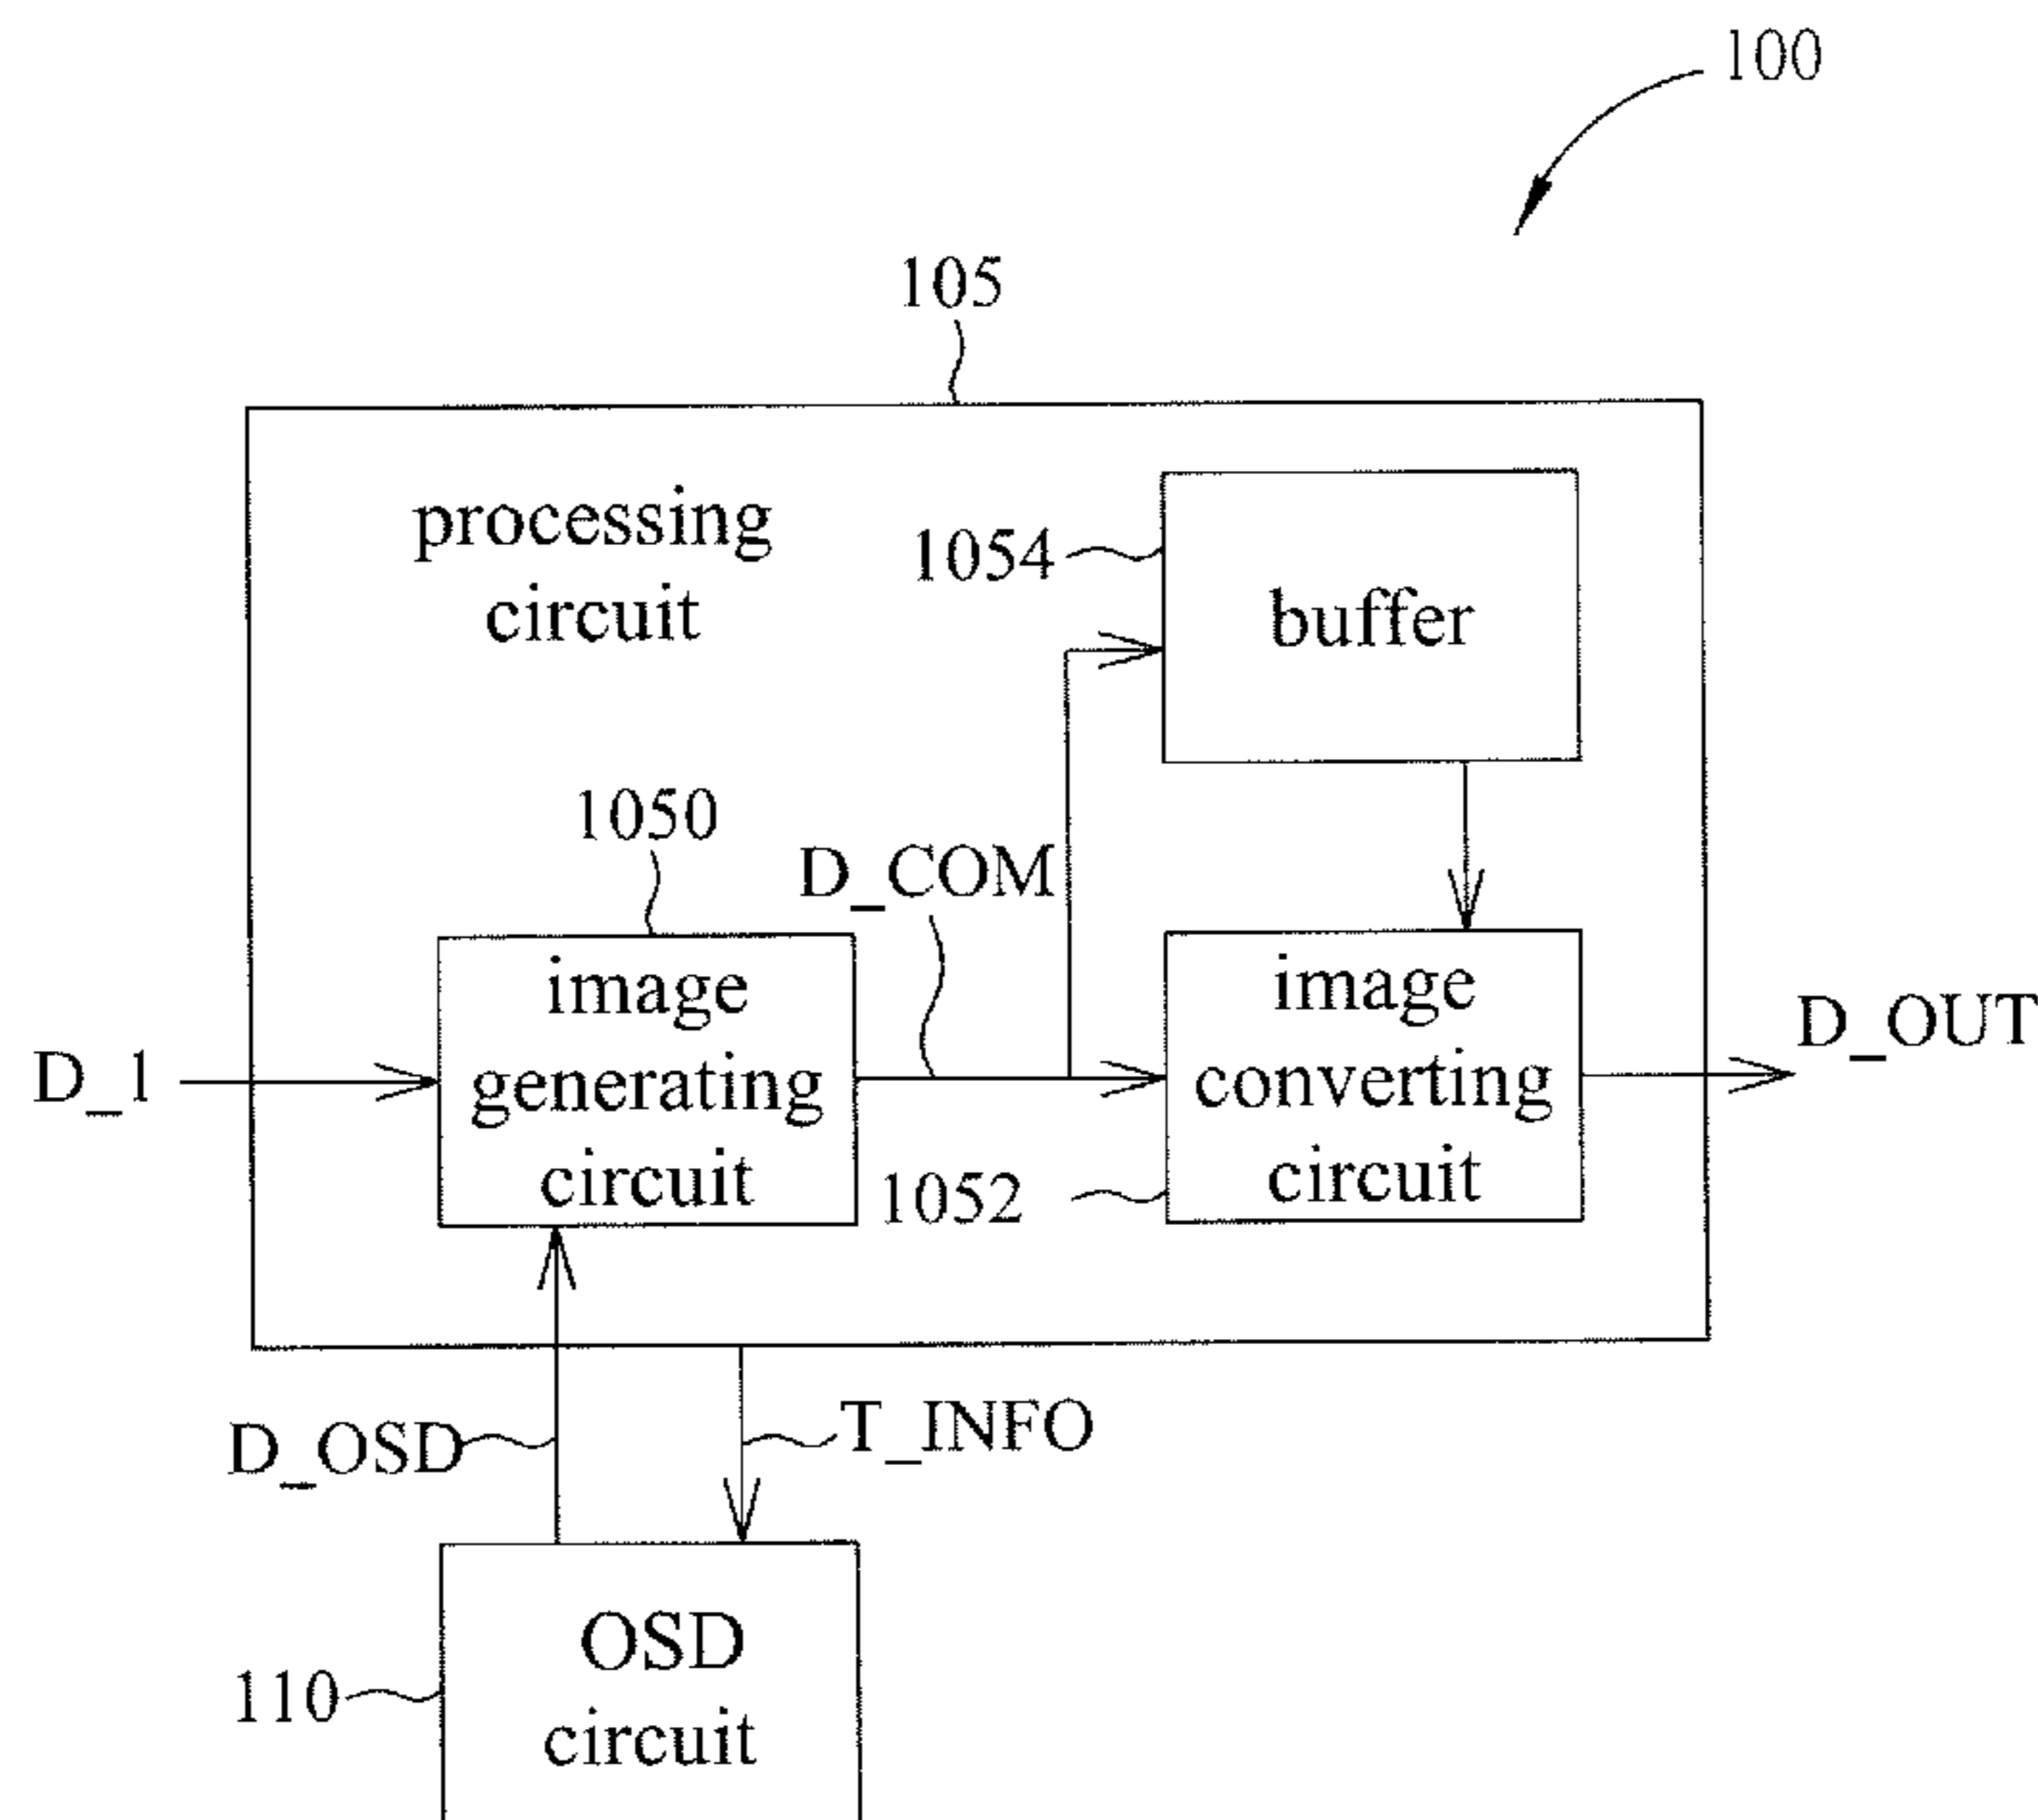 100
105
processing
circuit
1054
buffer
1050
D_COM
image
generating
circuit
image
converting
circuit
D_1
D_OUT
1052
D_OSD
T_INFO
OSD
circuit
110